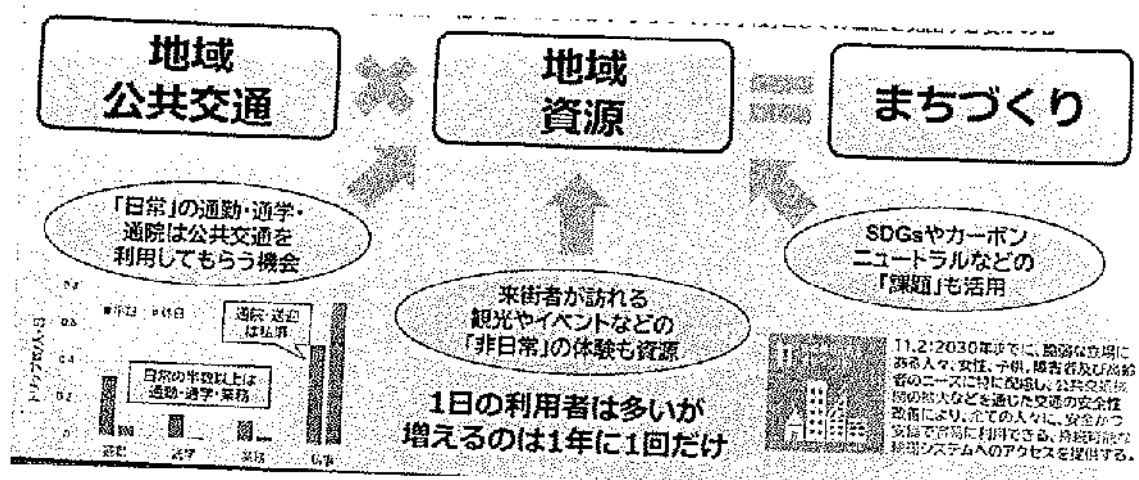 地域
公共交通
地域
資源
まちづくり
「日常」の通勤・通学・
通院は公共交通を
利用してもらう機会
来街者が訪れる
観光やイベントなどの
「非日常」の体験も資源
SDGsやカーボン
ニュートラルなどの
「課題」も活用
通院・送迎
は私事
日常の半数以上は
通勤・通学・業務
通勤
通学
業務
私事
1日の利用者は多いが
増えるのは1年に1回だけ
11.2:2030年までに、脆弱な立場に
ある人々、女性、子供、障害者及び高齢
者のニーズに特に配慮し、公共交通機
関の拡大などを通じた交通の安全性
改善により、全ての人々に、安全かつ
安価で容易に利用できる、持続可能な
輸送システムへのアクセスを提供する。